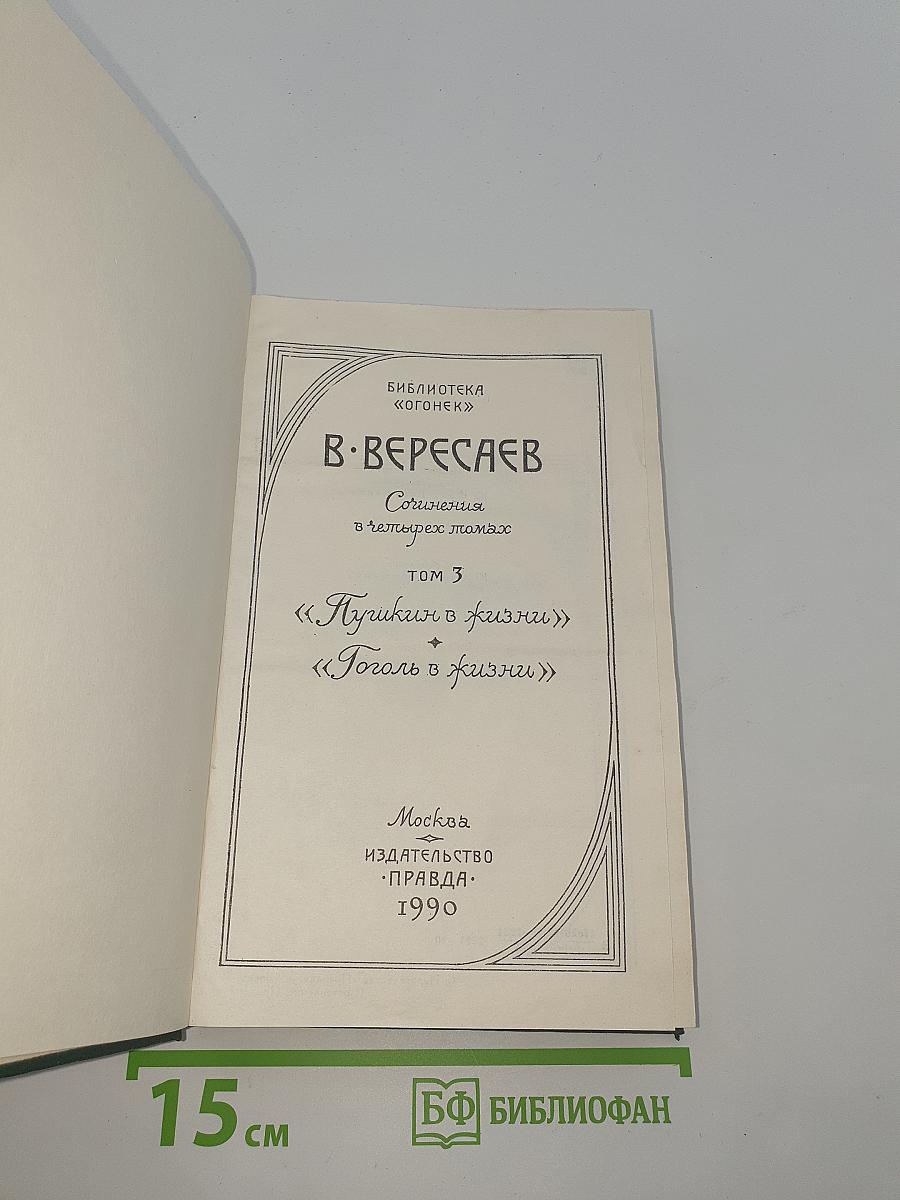 БИБЛИОТЕКА
«ОГОНЕК»
В·ВЕРЕСАЕВ
Сочинения
в четырех томах
ТОМ 3
«Пушкин в жизни»
«Гоголь в жизни»
Москва
ИЗДАТЕЛЬСТВО
·ПРАВДА·
1990
15 см
БФ БИБЛИОФАН